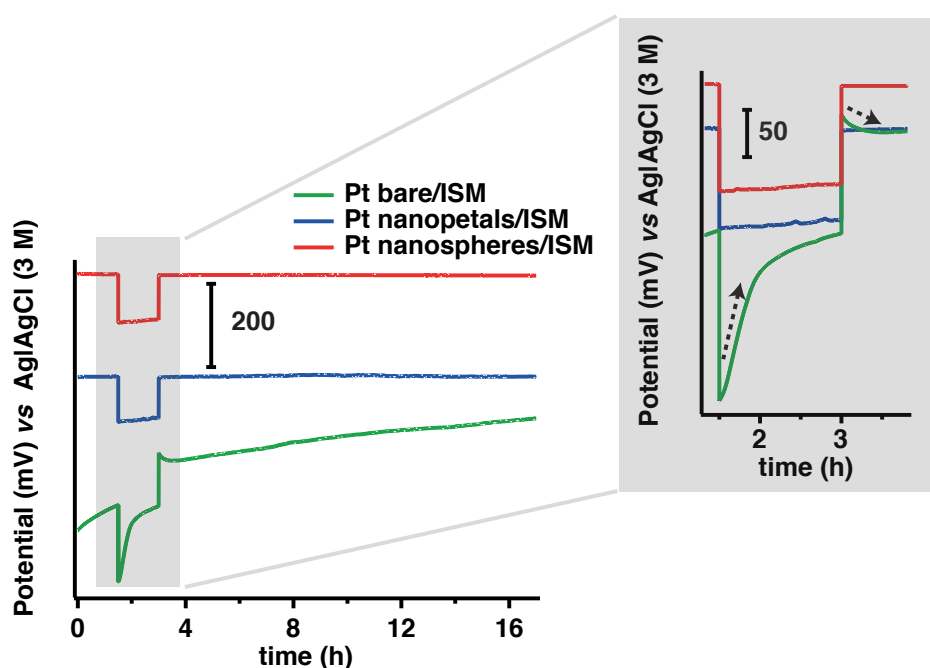 Potential (mV) vs Ag|AgCl (3 M)
Pt bare/ISM
Pt nanopetals/ISM
Pt nanospheres/ISM
200
0 4 8 12 16
time (h)
Potential (mV) vs Ag|AgCl (3 M)
50
2 3
time (h)